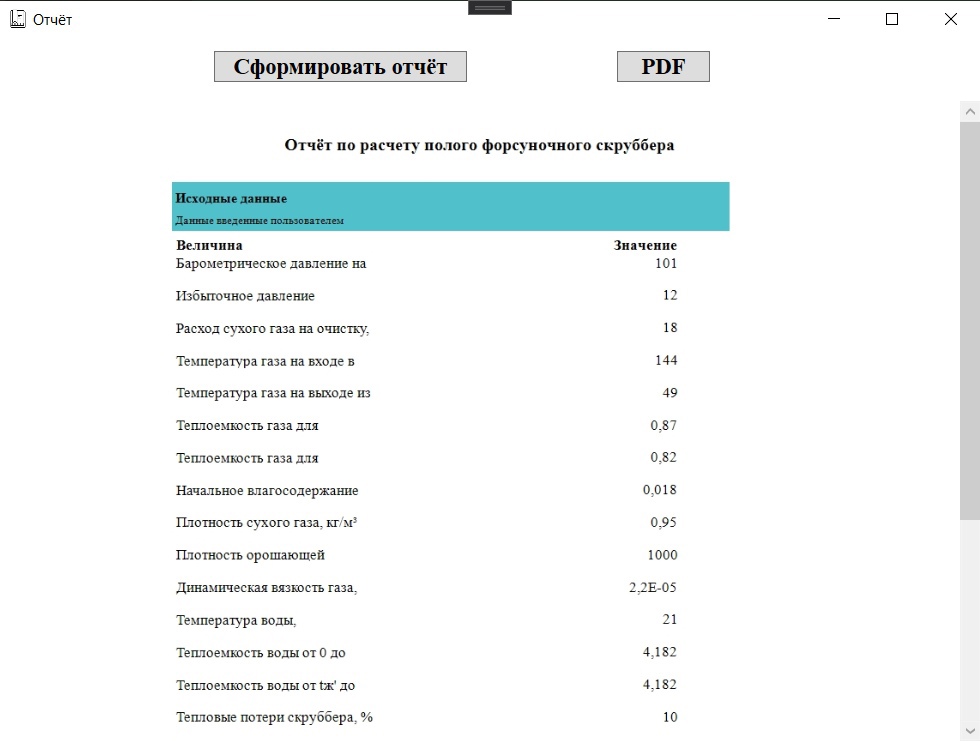 Отчёт
Сформировать отчёт PDF
Отчёт по расчету полого форсуночного скруббера
Исходные данные
Данные введенные пользователем
Величина Значение
Барометрическое давление на 101
Избыточное давление 12
Расход сухого газа на очистку, 18
Температура газа на входе в 144
Температура газа на выходе из 49
Теплоемкость газа для 0,87
Теплоемкость газа для 0,82
Начальное влагосодержание 0,018
Плотность сухого газа, кг/м³ 0,95
Плотность орошающей 1000
Динамическая вязкость газа, 2,2E-05
Температура воды, 21
Теплоемкость воды от 0 до 4,182
Теплоемкость воды от tж' до 4,182
Тепловые потери скруббера, % 10